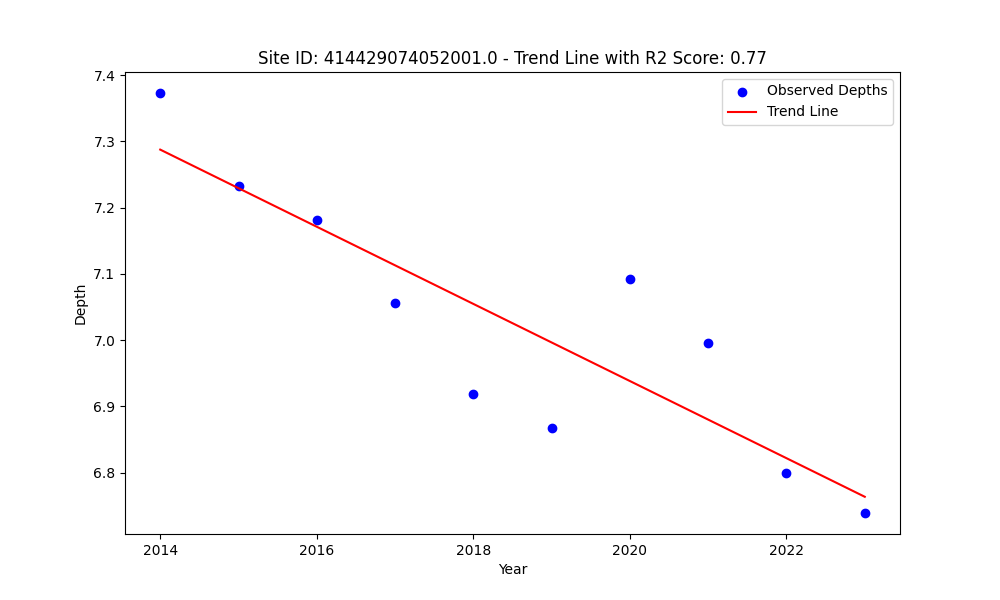 Site ID: 414429074052001.0 - Trend Line with R2 Score: 0.77
Observed Depths
Trend Line
7.4
7.3
7.2
7.1
7.0
6.9
6.8
Depth
2014
2016
2018
2020
2022
Year